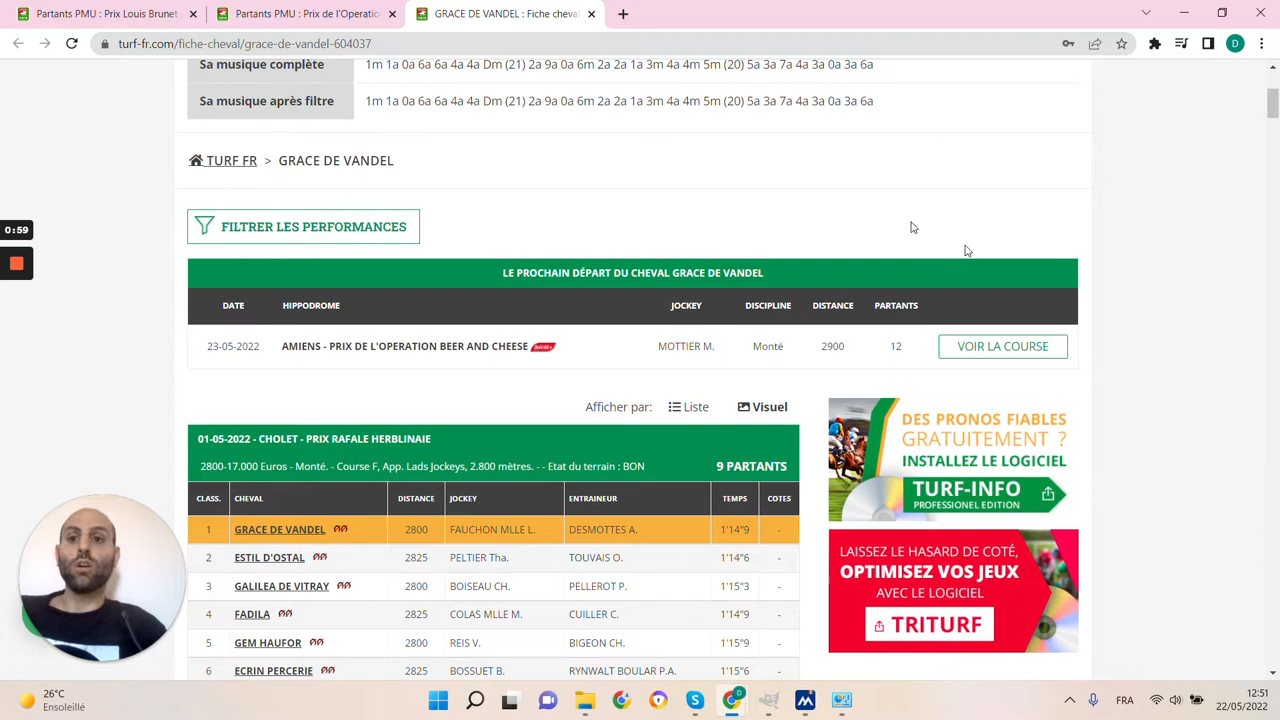 Partants PMU : Prix Louis Brunet
Partants PMU : Prix de l'Operatio
GRACE DE VANDEL : Fiche cheva
turf-fr.com/fiche-cheval/grace-de-vandel-604037
D
Sa musique complète 1m 1a 0a 6a 6a 4a 4a Dm (21) 2a 9a 0a 6m 2a 2a 1a 3m 4a 4m 5m (20) 5a 3a 7a 4a 3a 0a 3a 6a
Sa musique après filtre 1m 1a 0a 6a 6a 4a 4a Dm (21) 2a 9a 0a 6m 2a 2a 1a 3m 4a 4m 5m (20) 5a 3a 7a 4a 3a 0a 3a 6a
TURF FR > GRACE DE VANDEL
0:59
FILTRER LES PERFORMANCES
LE PROCHAIN DÉPART DU CHEVAL GRACE DE VANDEL
DATE HIPPODROME JOCKEY DISCIPLINE DISTANCE PARTANTS
23-05-2022 AMIENS - PRIX DE L'OPERATION BEER AND CHEESE Quinté+ MOTTIER M. Monté 2900 12 VOIR LA COURSE
Afficher par: Liste Visuel
01-05-2022 - CHOLET - PRIX RAFALE HERBLINAIE
2800-17.000 Euros - Monté. - Course F, App. Lads Jockeys, 2.800 mètres. - - Etat du terrain : BON 9 PARTANTS
CLASS. CHEVAL DISTANCE JOCKEY ENTRAINEUR TEMPS COTES
1 GRACE DE VANDEL 2800 FAUCHON MLLE L. DESMOTTES A. 1'14"9 -
2 ESTIL D'OSTAL 2825 PELTIER Tha. TOUVAIS O. 1'14"6 -
3 GALILEA DE VITRAY 2800 BOISEAU CH. PELLEROT P. 1'15"3 -
4 FADILA 2825 COLAS MLLE M. CUILLER C. 1'14"9 -
5 GEM HAUFOR 2800 REIS V. BIGEON CH. 1'15"9 -
6 ECRIN PERCERIE 2825 BOSSUET B. RYNWALT BOULAR P.A. 1'15"6 -
DES PRONOS FIABLES
GRATUITEMENT ?
INSTALLEZ LE LOGICIEL
TURF-INFO
PROFESSIONEL EDITION
LAISSEZ LE HASARD DE COTÉ,
OPTIMISEZ VOS JEUX
AVEC LE LOGICIEL
TRITURF
26°C
Ensoleillé
D
FRA
12:51
22/05/2022